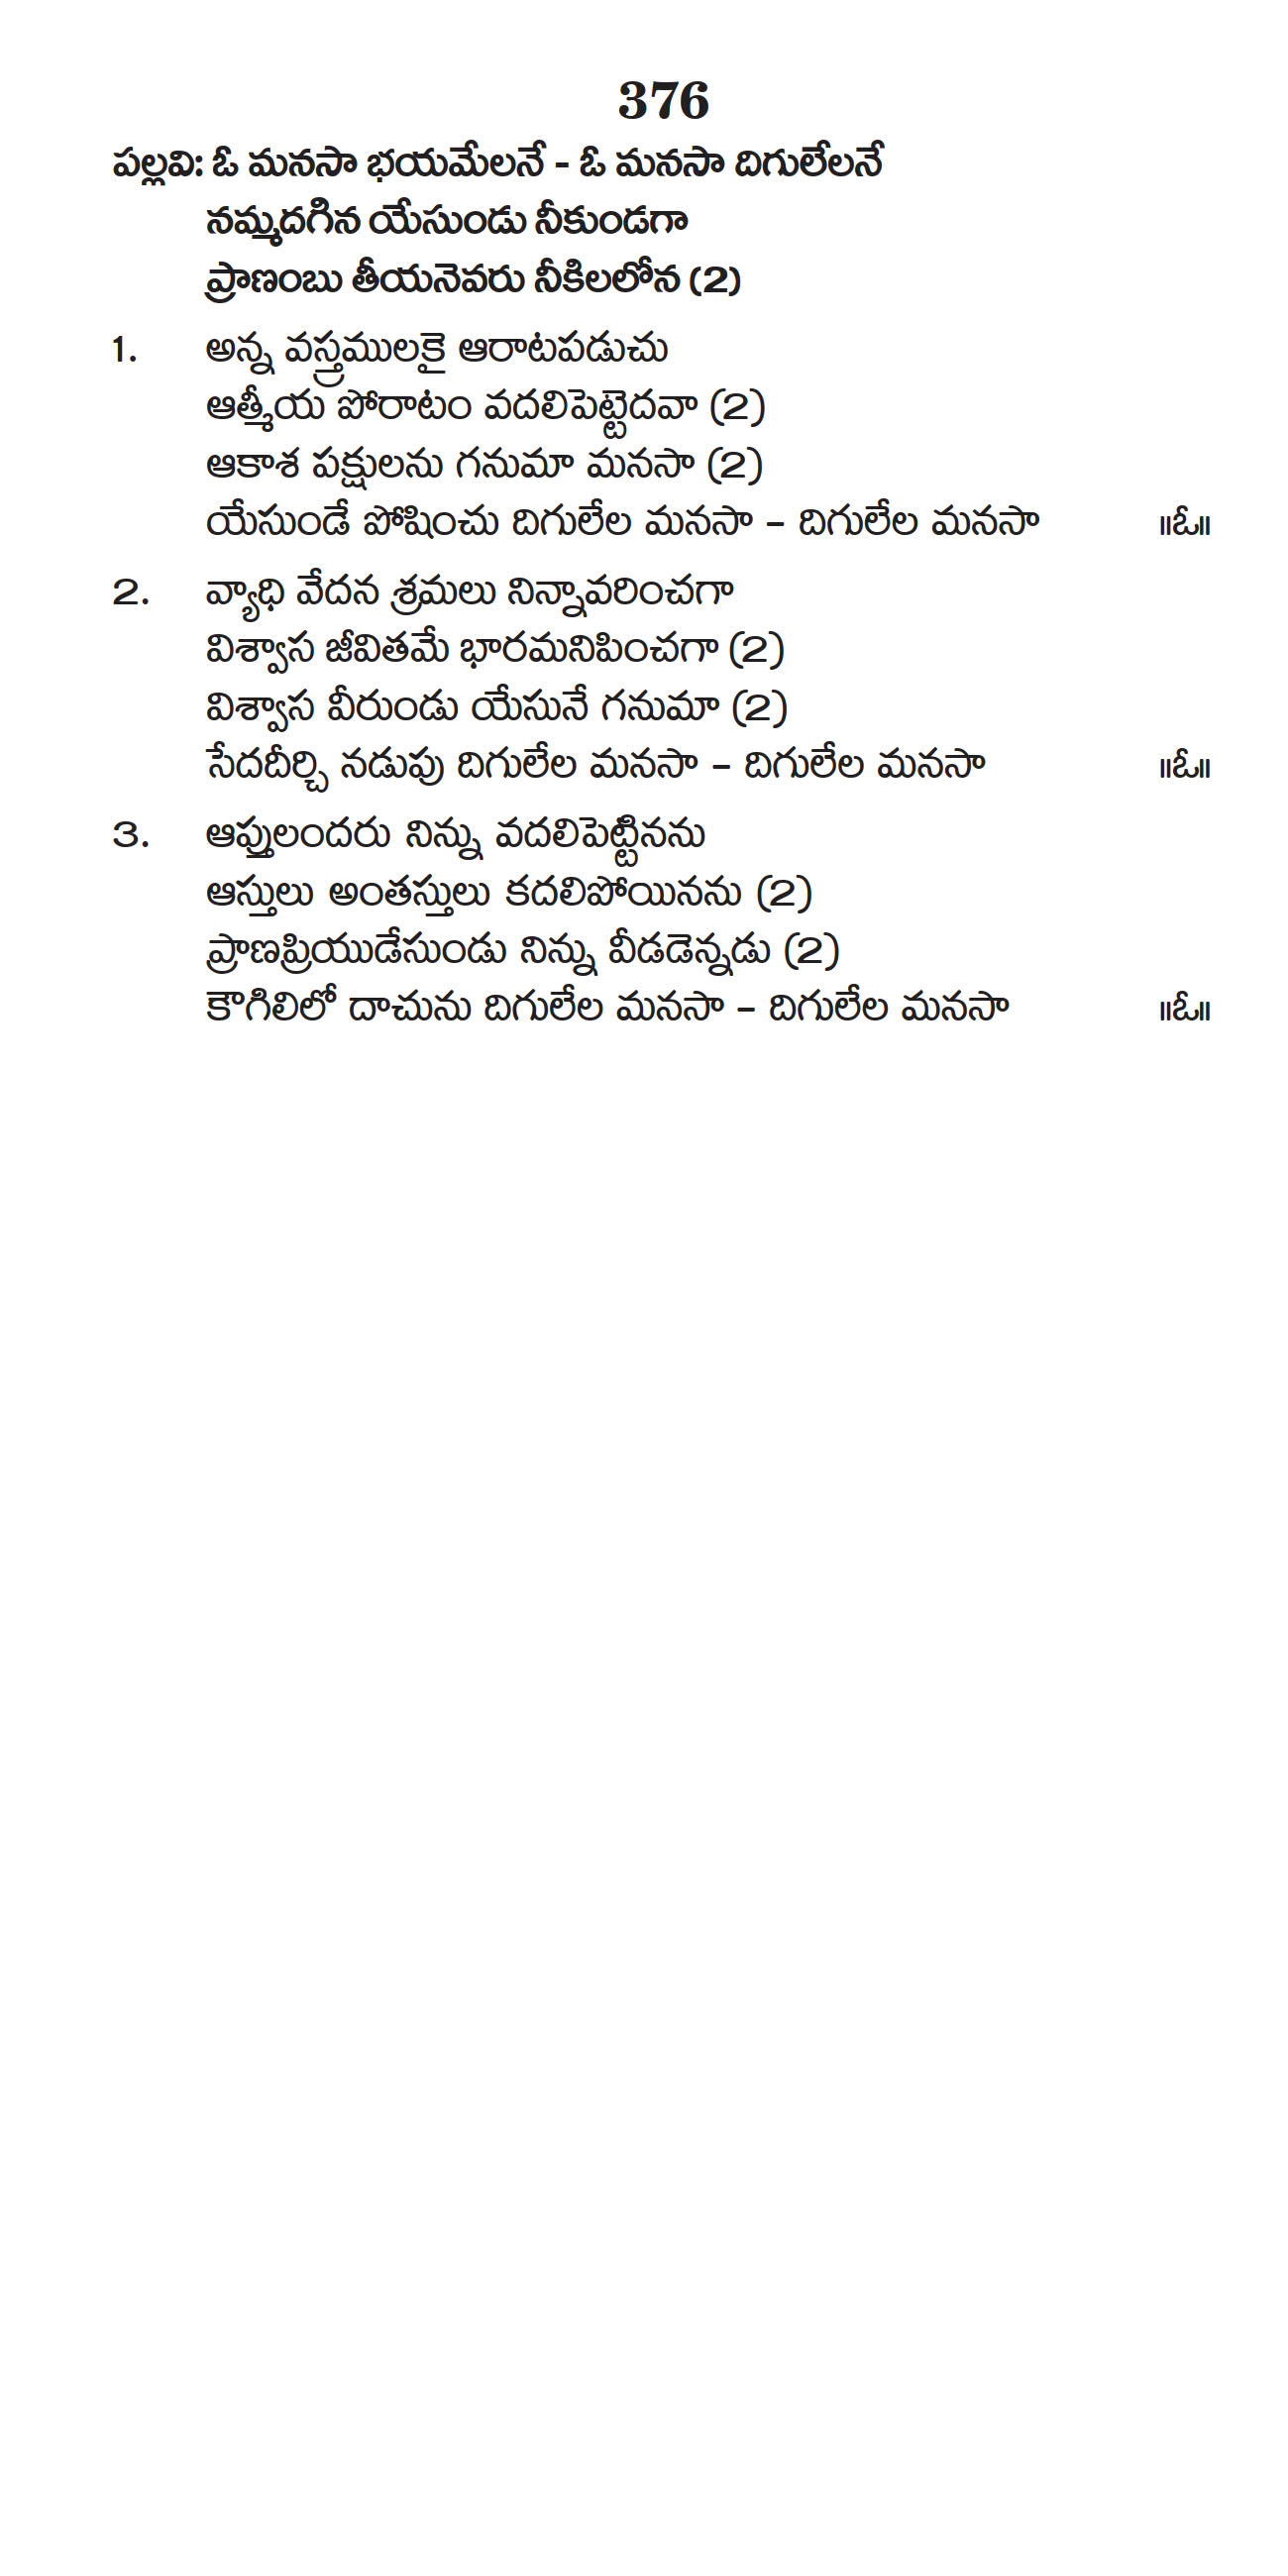 376
పల్లవి: ఓ మనసా భయమేలనే - ఓ మనసా దిగులేలనే
నమ్మదగిన యేసుండు నీకుండగా
ప్రాణంబు తీయనెవరు నీకిలలోన (2)
1. అన్న వస్త్రములకై ఆరాటపడుచు
ఆత్మీయ పోరాటం వదలిపెట్టెదవా (2)
ఆకాశ పక్షులను గనుమా మనసా (2)
యేసుండే పోషించు దిగులేల మనసా – దిగులేల మనసా ॥ఓ॥
2. వ్యాధి వేదన శ్రమలు నిన్నావరించగా
విశ్వాస జీవితమే భారమనిపించగా (2)
విశ్వాస వీరుండు యేసునే గనుమా (2)
సేదదీర్చి నడుపు దిగులేల మనసా – దిగులేల మనసా ॥ఓ॥
3. ఆప్తులందరు నిన్ను వదలిపెట్టినను
ఆస్తులు అంతస్తులు కదలిపోయినను (2)
ప్రాణప్రియుడేసుండు నిన్ను వీడడెన్నడు (2)
కౌగిలిలో దాచును దిగులేల మనసా – దిగులేల మనసా ॥ఓ॥